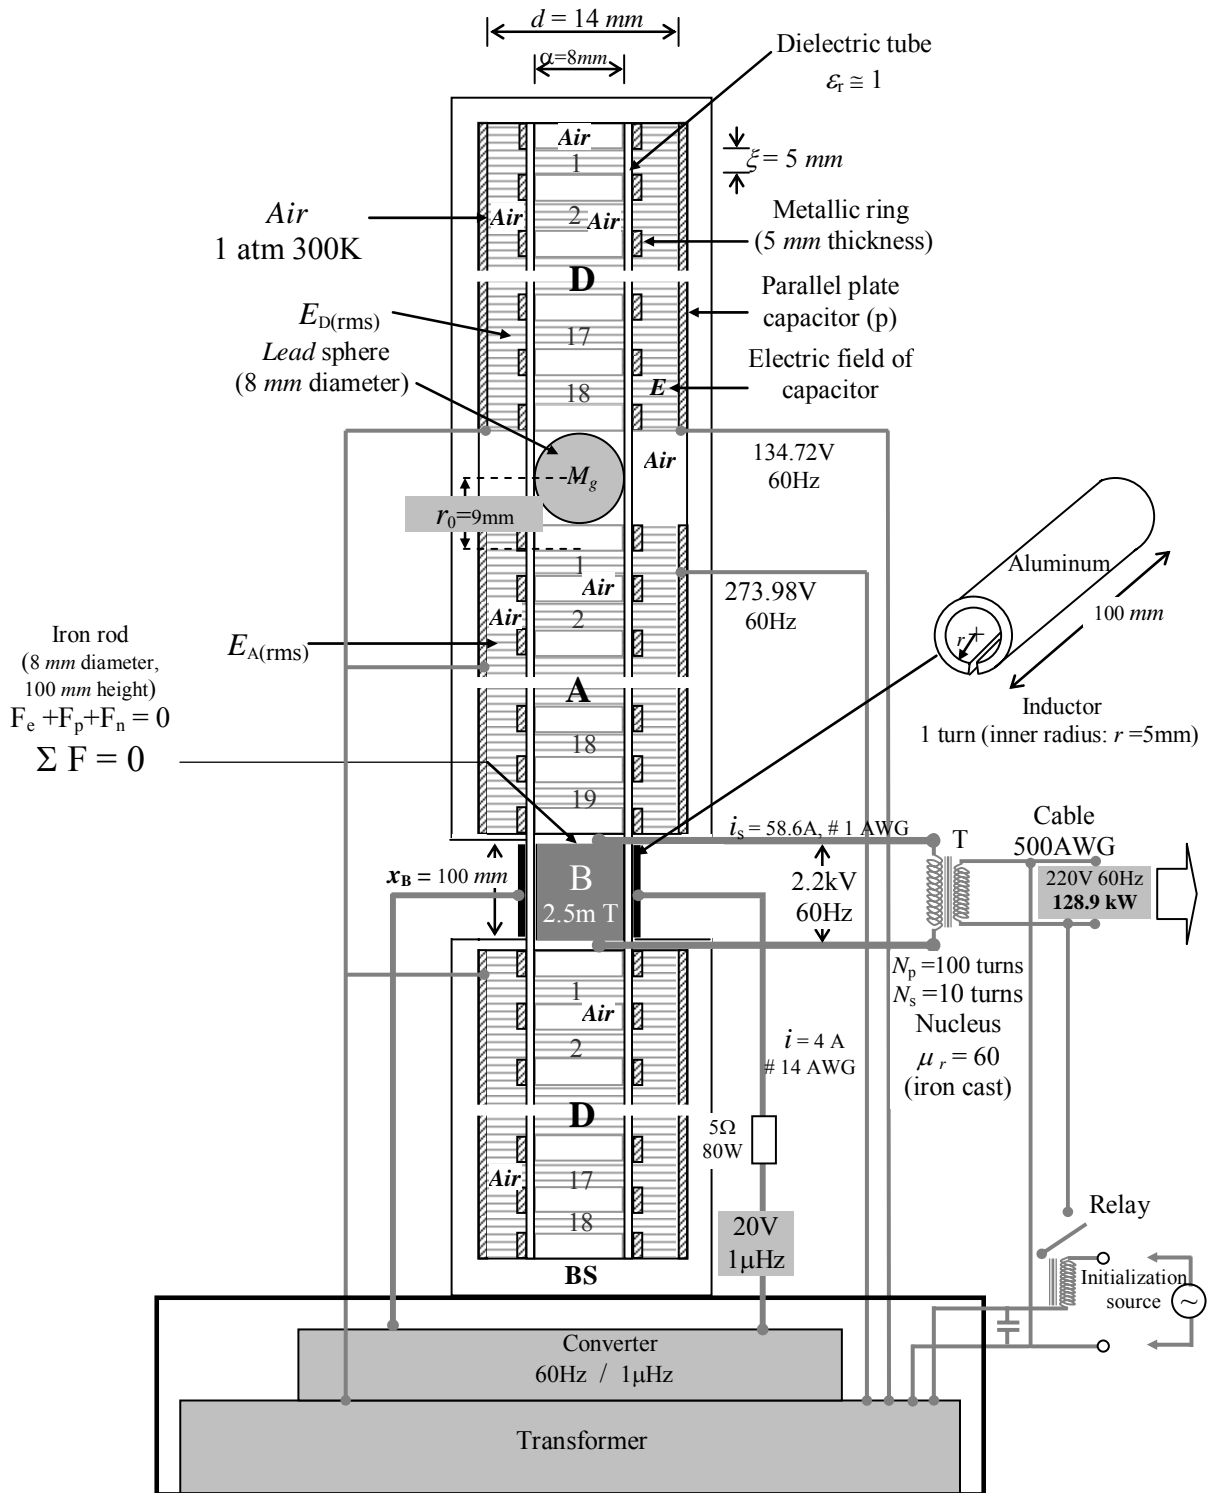 d = 14 mm
α=8mm
Dielectric tube
εr ≅ 1
Air
1
ξ = 5 mm
Air
1 atm 300K
Air
2
Air
Metallic ring
(5 mm thickness)
D
Parallel plate
capacitor (p)
ED(rms)
17
Lead sphere
(8 mm diameter)
Electric field of
capacitor
18
E
Mg
Air
134.72V
60Hz
r0=9mm
1
Air
273.98V
60Hz
Air
2
Aluminum
100 mm
r
Iron rod
(8 mm diameter,
100 mm height)
Fe +Fp+Fn = 0
Σ F = 0
EA(rms)
A
Inductor
1 turn (inner radius: r =5mm)
18
19
is = 58.6A, # 1 AWG
T
Cable
500AWG
xB = 100 mm
B
2.5m T
2.2kV
60Hz
220V 60Hz
128.9 kW
Np =100 turns
Ns =10 turns
Nucleus
μ r = 60
(iron cast)
1
Air
2
i = 4 A
# 14 AWG
D
5Ω
80W
Air
17
18
20V
1μHz
Relay
BS
Initialization
source
~
Converter
60Hz / 1μHz
Transformer